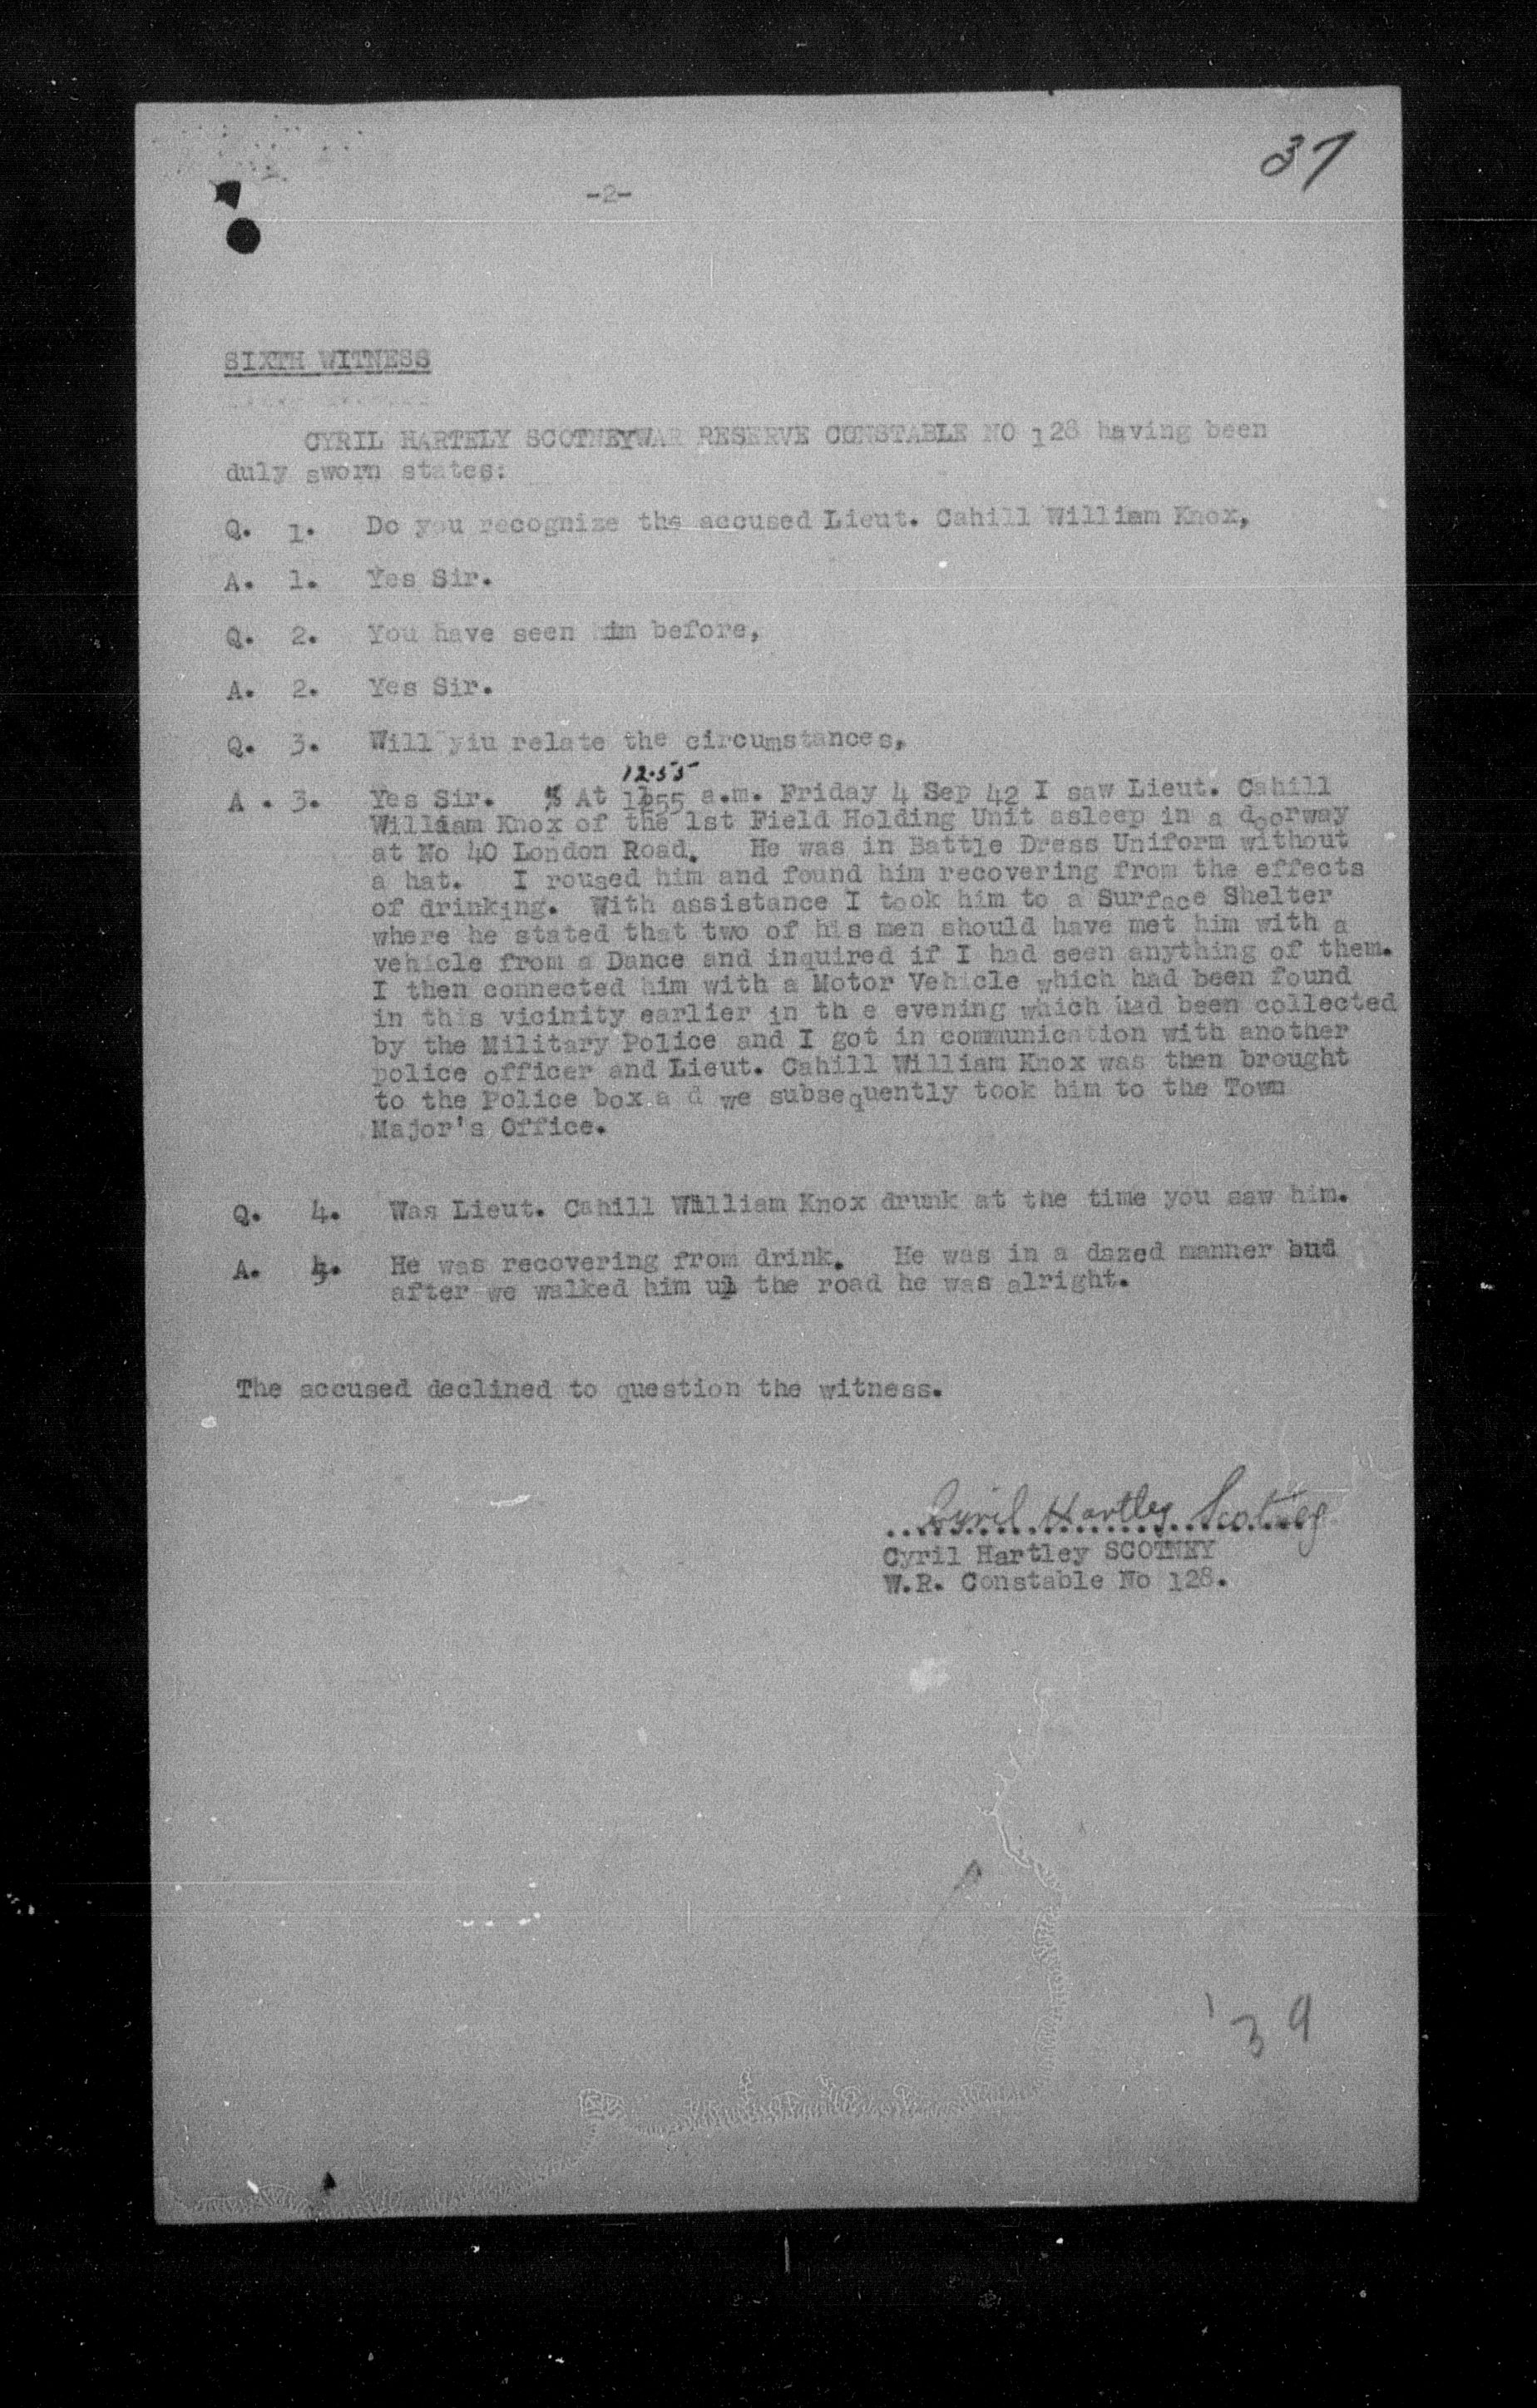 37
-2-
SIXTH WITNESS
CYRIL HARTELY SCOTNEYWAR RESERVE CONSTABLE NO 128 having been
duly sworn states:
Q. 1. Do you recognize the accused Lieut. Cahill William Knox,
A. 1. Yes Sir.
Q. 2. You have seen him before,
A. 2. Yes Sir.
Q. 3. Will yiu relate the circumstances,
12.55
A . 3. Yes Sir. At 1255 a.m. Friday 4 Sep 42 I saw Lieut. Cahill
William Knox of the 1st Field Holding Unit asleep in a doorway
at No 40 London Road. He was in Battle Dress Uniform without
a hat. I roused him and found him recovering from the effects
of drinking. With assistance I took him to a Surface Shelter
where he stated that two of his men should have met him with a
vehicle from a Dance and inquired if I had seen anything of them.
I then connected him with a Motor Vehicle which had been found
in this vicinity earlier in th e evening which had been collected
by the Military Police and I got in communication with another
police officer and Lieut. Cahill William Knox was then brought
to the Police box a d we subsequently took him to the Town
Major's Office.
Q. 4. Was Lieut. Cahill William Knox drunk at the time you saw him.
A. 4. He was recovering from drink. He was in a dazed manner but
after we walked him up the road he was alright.
The accused declined to question the witness.
Cyril Hartley Scotney
Cyril Hartley SCOTNEY
W.R. Constable No 128.
39